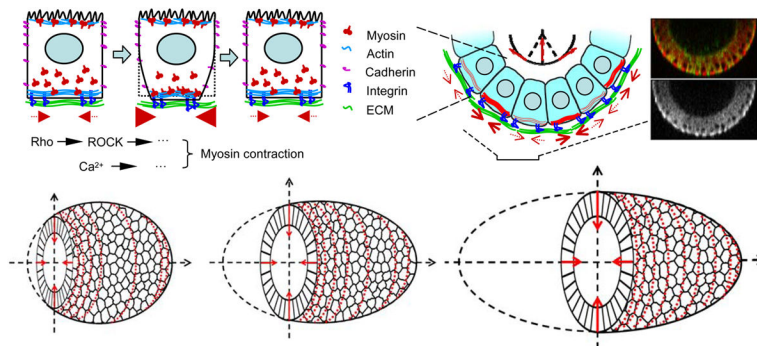 Myosin
Actin
Cadherin
Integrin
ECM
Rho ROCK ...
Ca²⁺ ...
Myosin contraction